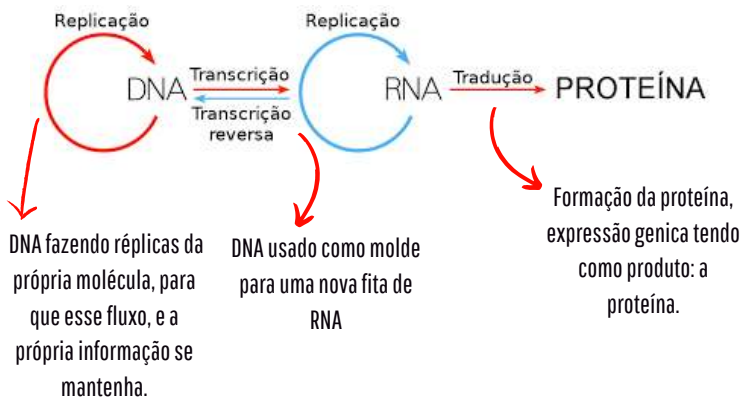 Replicação
Replicação
DNA
Transcrição
Transcrição
reversa
RNA
Tradução
PROTEÍNA
DNA fazendo réplicas da
própria molécula, para
que esse fluxo, e a
própria informação se
mantenha.
DNA usado como molde
para uma nova fita de
RNA
Formação da proteína,
expressão genica tendo
como produto: a
proteína.